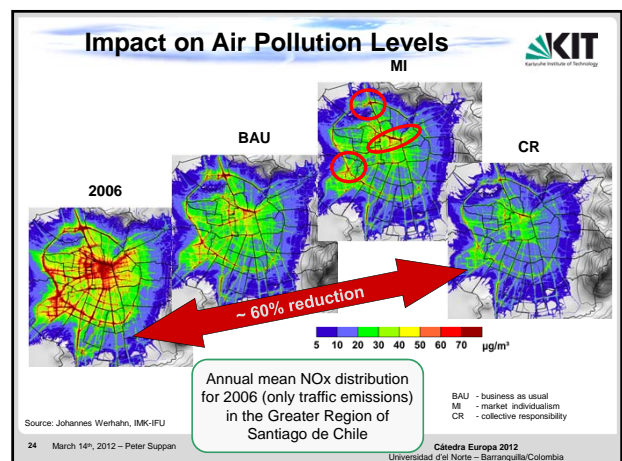 Impact on Air Pollution Levels
KIT
Karlsruhe Institute of Technology
MI
BAU
CR
2006
~ 60% reduction
5 10 20 30 40 50 60 70 µg/m³
Annual mean NOx distribution
for 2006 (only traffic emissions)
in the Greater Region of
Santiago de Chile
BAU - business as usual
MI - market individualism
CR - collective responsibility
Source: Johannes Werhahn, IMK-IFU
24 March 14th, 2012 – Peter Suppan
Cátedra Europa 2012
Universidad d'el Norte – Barranquilla/Colombia